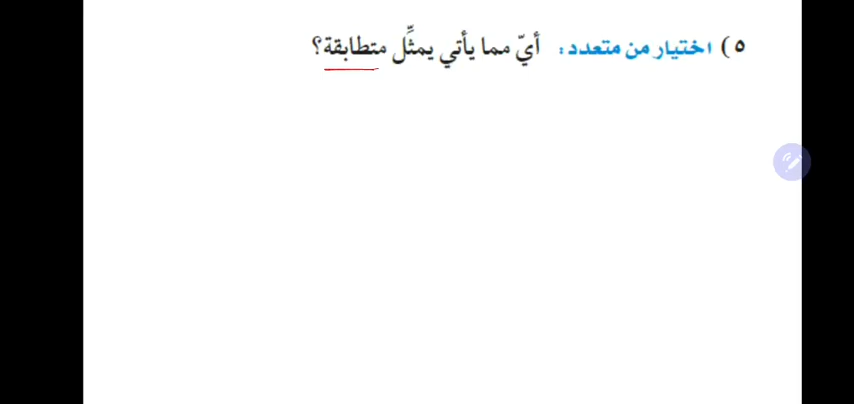 ٥) اختيار من متعدد : أيّ مما يأتي يمثِّل متطابقة؟